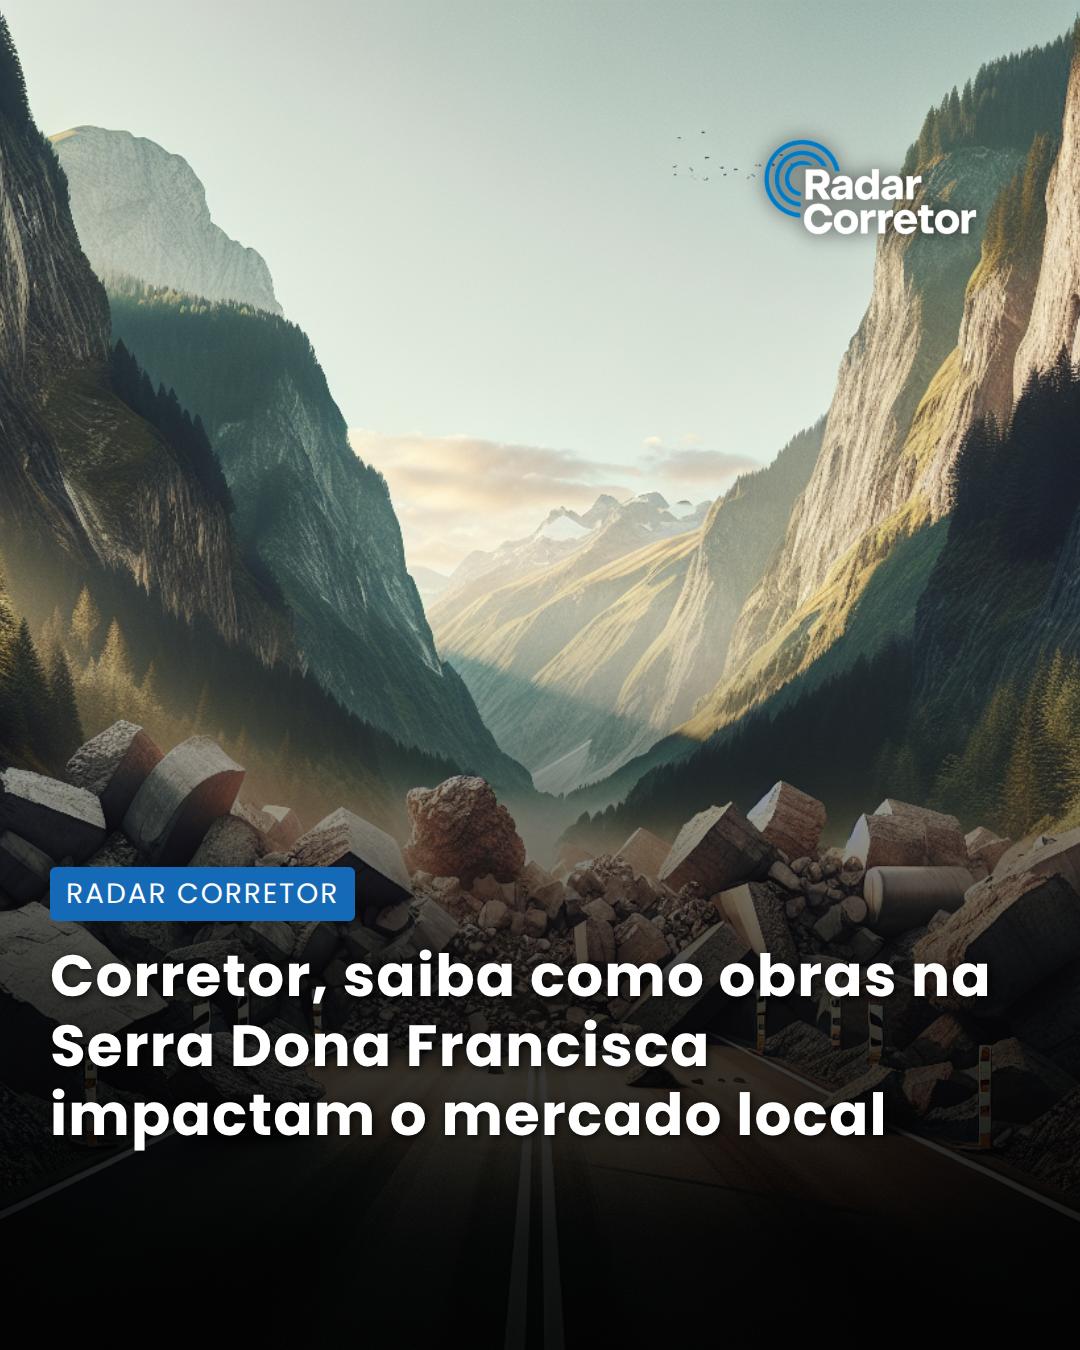 Radar
Corretor
RADAR CORRETOR
Corretor, saiba como obras na
Serra Dona Francisca
impactam o mercado local